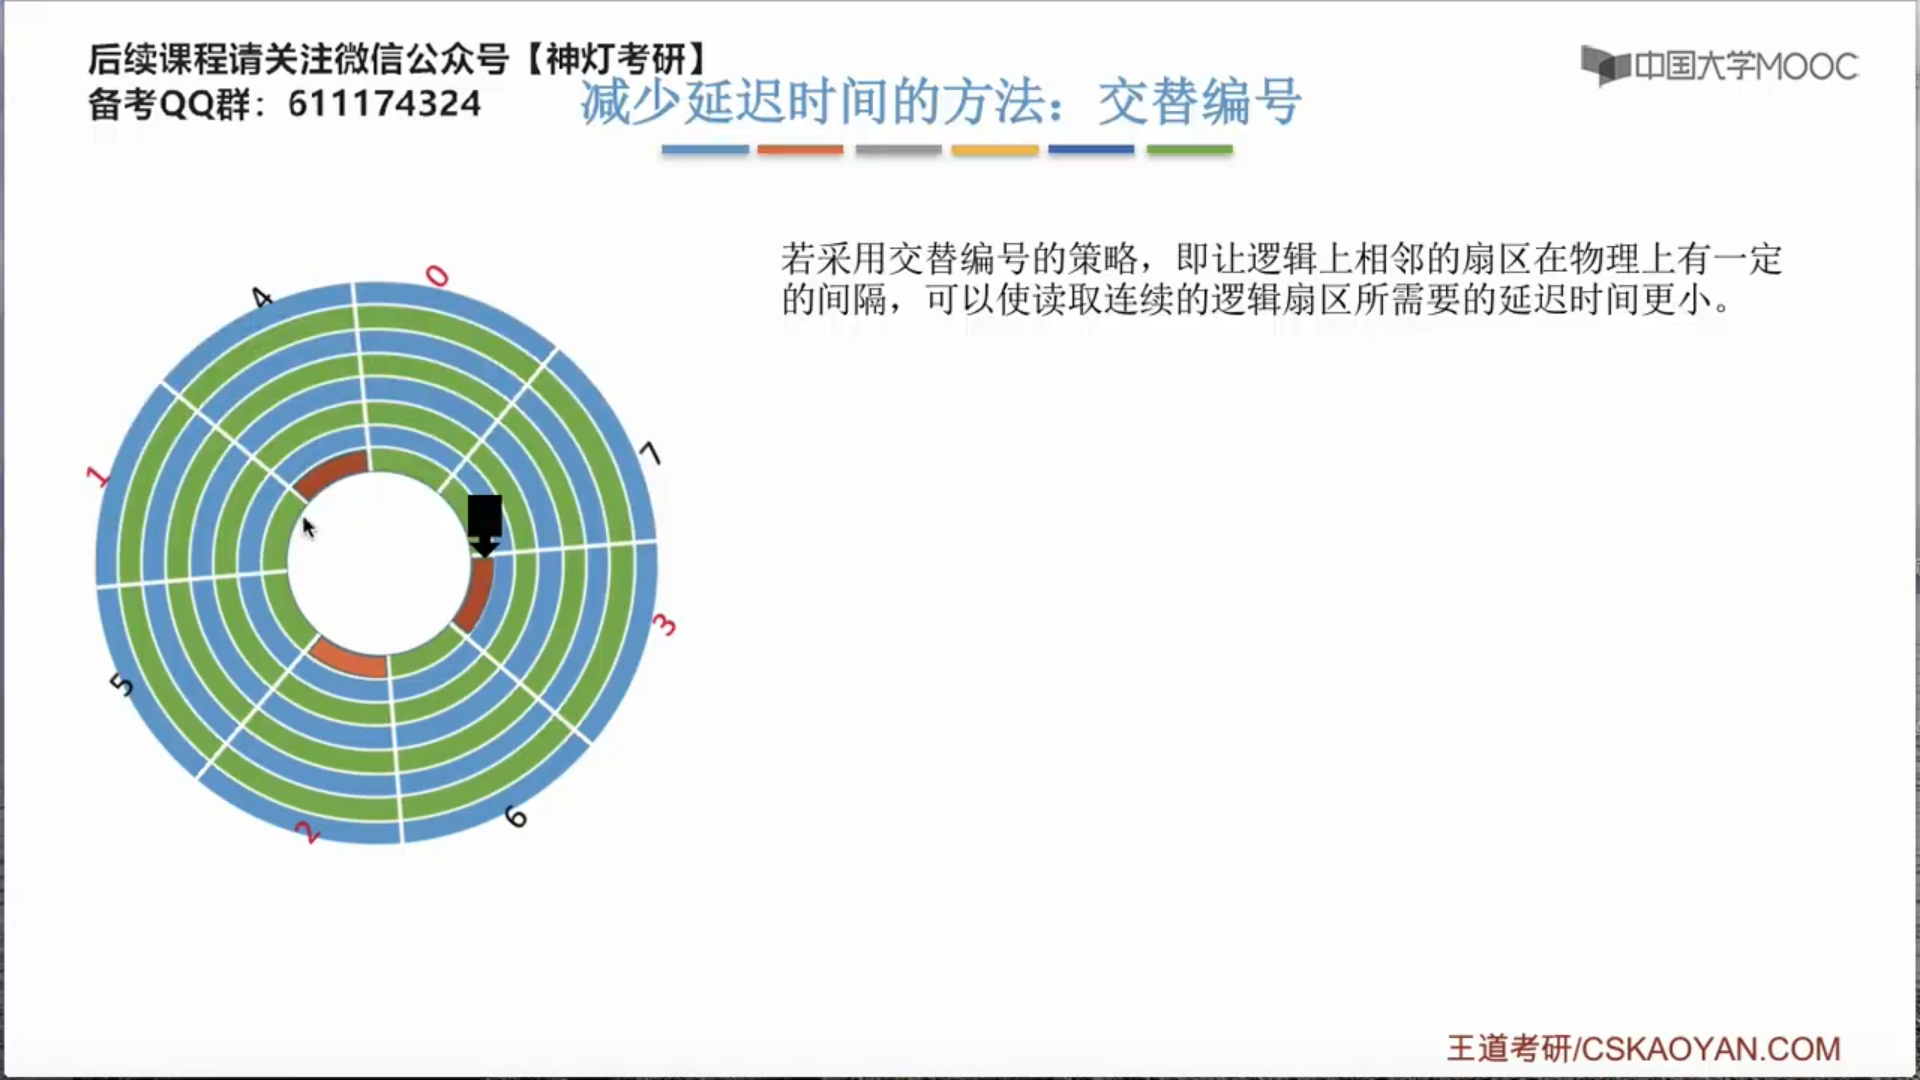 后续课程请关注微信公众号【神灯考研】
备考QQ群：611174324
中国大学MOOC
减少延迟时间的方法：交替编号
若采用交替编号的策略，即让逻辑上相邻的扇区在物理上有一定
的间隔，可以使读取连续的逻辑扇区所需要的延迟时间更小。
0
4
7
1
3
5
6
2
王道考研/CSKAOYAN.COM